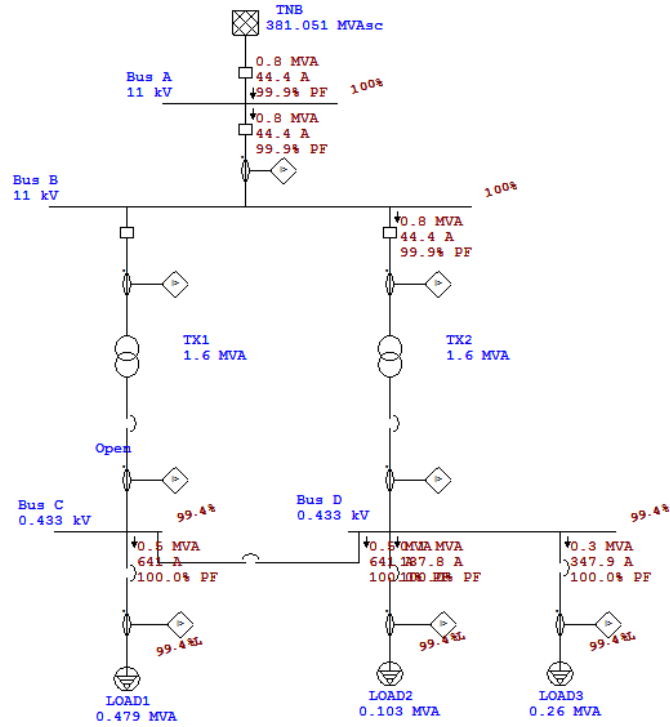 TNB
381.051 MVAsc
0.8 MVA
44.4 A
99.9% PF
Bus A
11 kV
100%
0.8 MVA
44.4 A
99.9% PF
I>
Bus B
11 kV
100%
0.8 MVA
44.4 A
99.9% PF
I>
I>
TX1
1.6 MVA
TX2
1.6 MVA
Open
I>
I>
Bus C
0.433 kV
99.4%
Bus D
0.433 kV
99.4%
0.5 MVA
641 A
100.0% PF
0.3 MVA
347.9 A
100.0% PF
I>
I>
I>
99.4%L
99.4%L
99.4%L
LOAD1
0.479 MVA
LOAD2
0.103 MVA
LOAD3
0.26 MVA